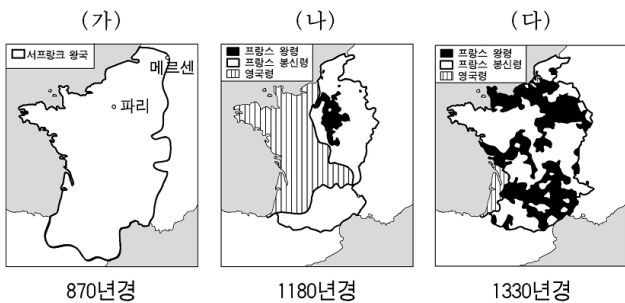 (가)
서프랑크 왕국
메르센
파리
870년경
(나)
프랑스 왕령
프랑스 봉신령
영국령
1180년경
(다)
프랑스 왕령
프랑스 봉신령
영국령
1330년경